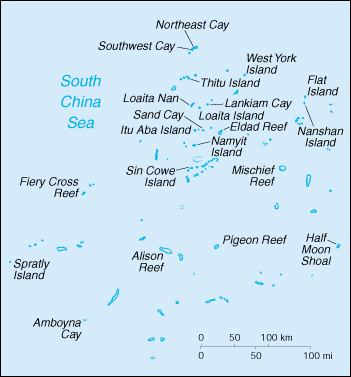 Northeast Cay
Southwest Cay
West York
Island
Thitu Island
Flat
Island
South
China
Sea
Loaita Nan
Lankiam Cay
Sand Cay
Loaita Island
Itu Aba Island
Eldad Reef
Namyit
Island
Nanshan
Island
Sin Cowe
Island
Mischief
Reef
Fiery Cross
Reef
Spratly
Island
Alison
Reef
Pigeon Reef
Half
Moon
Shoal
Amboyna
Cay
0 50 100 km
0 50 100 mi